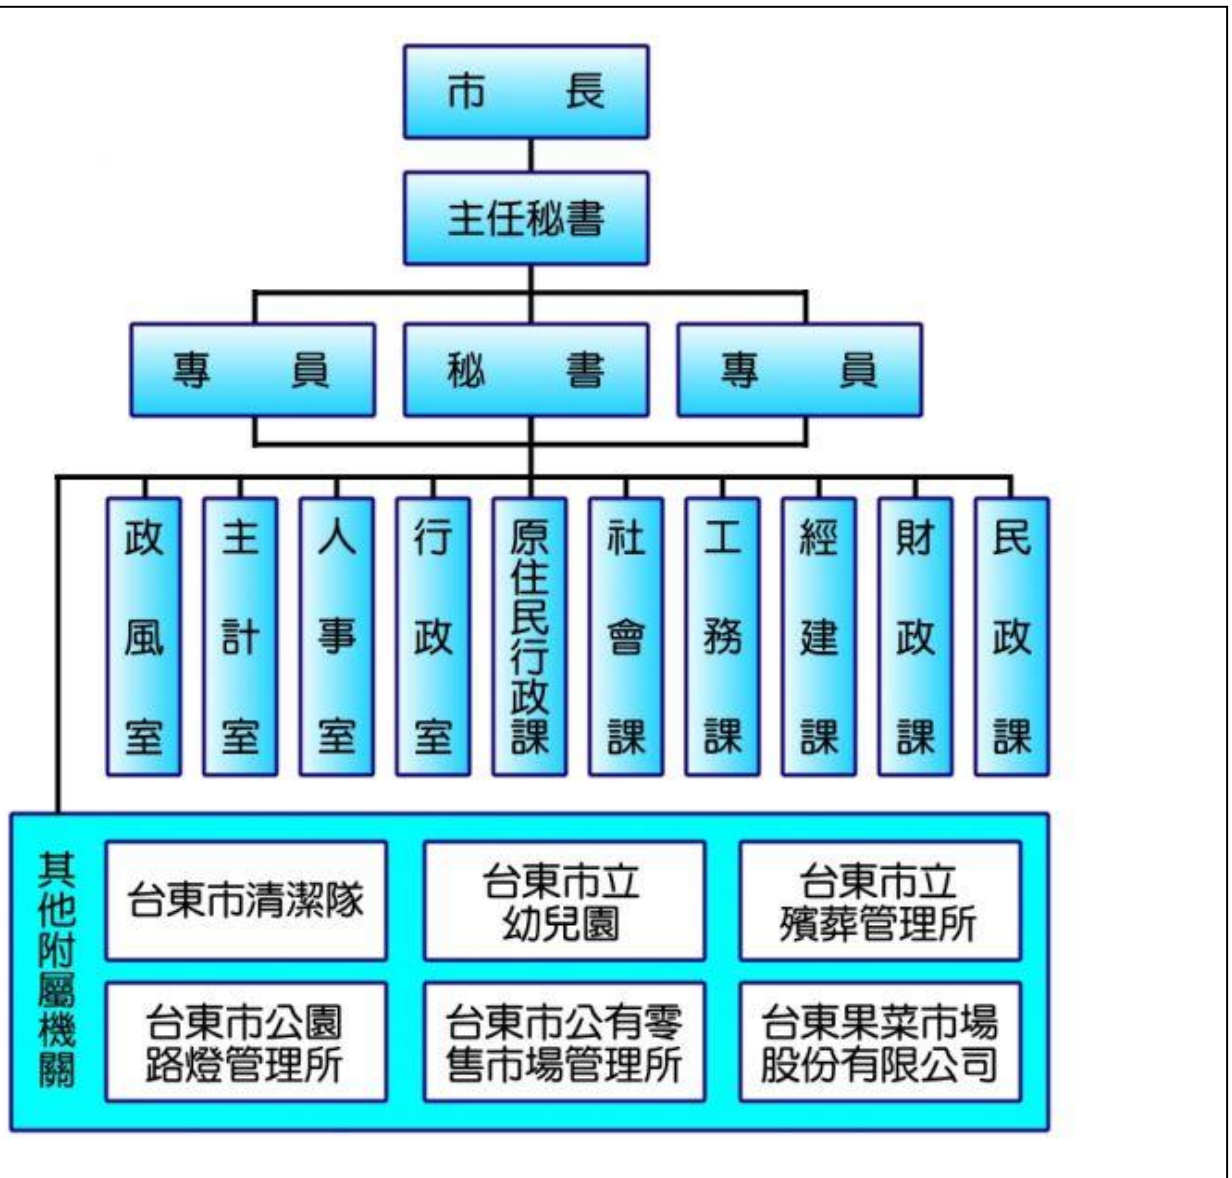 市長
主任秘書
專員
秘書
專員
政風室
主計室
人事室
行政室
原住民行政課
社會課
工務課
經建課
財政課
民政課
其他附屬機關
台東市清潔隊
台東市立
幼兒園
台東市立
殯葬管理所
台東市公園
路燈管理所
台東市公有零
售市場管理所
台東果菜市場
股份有限公司